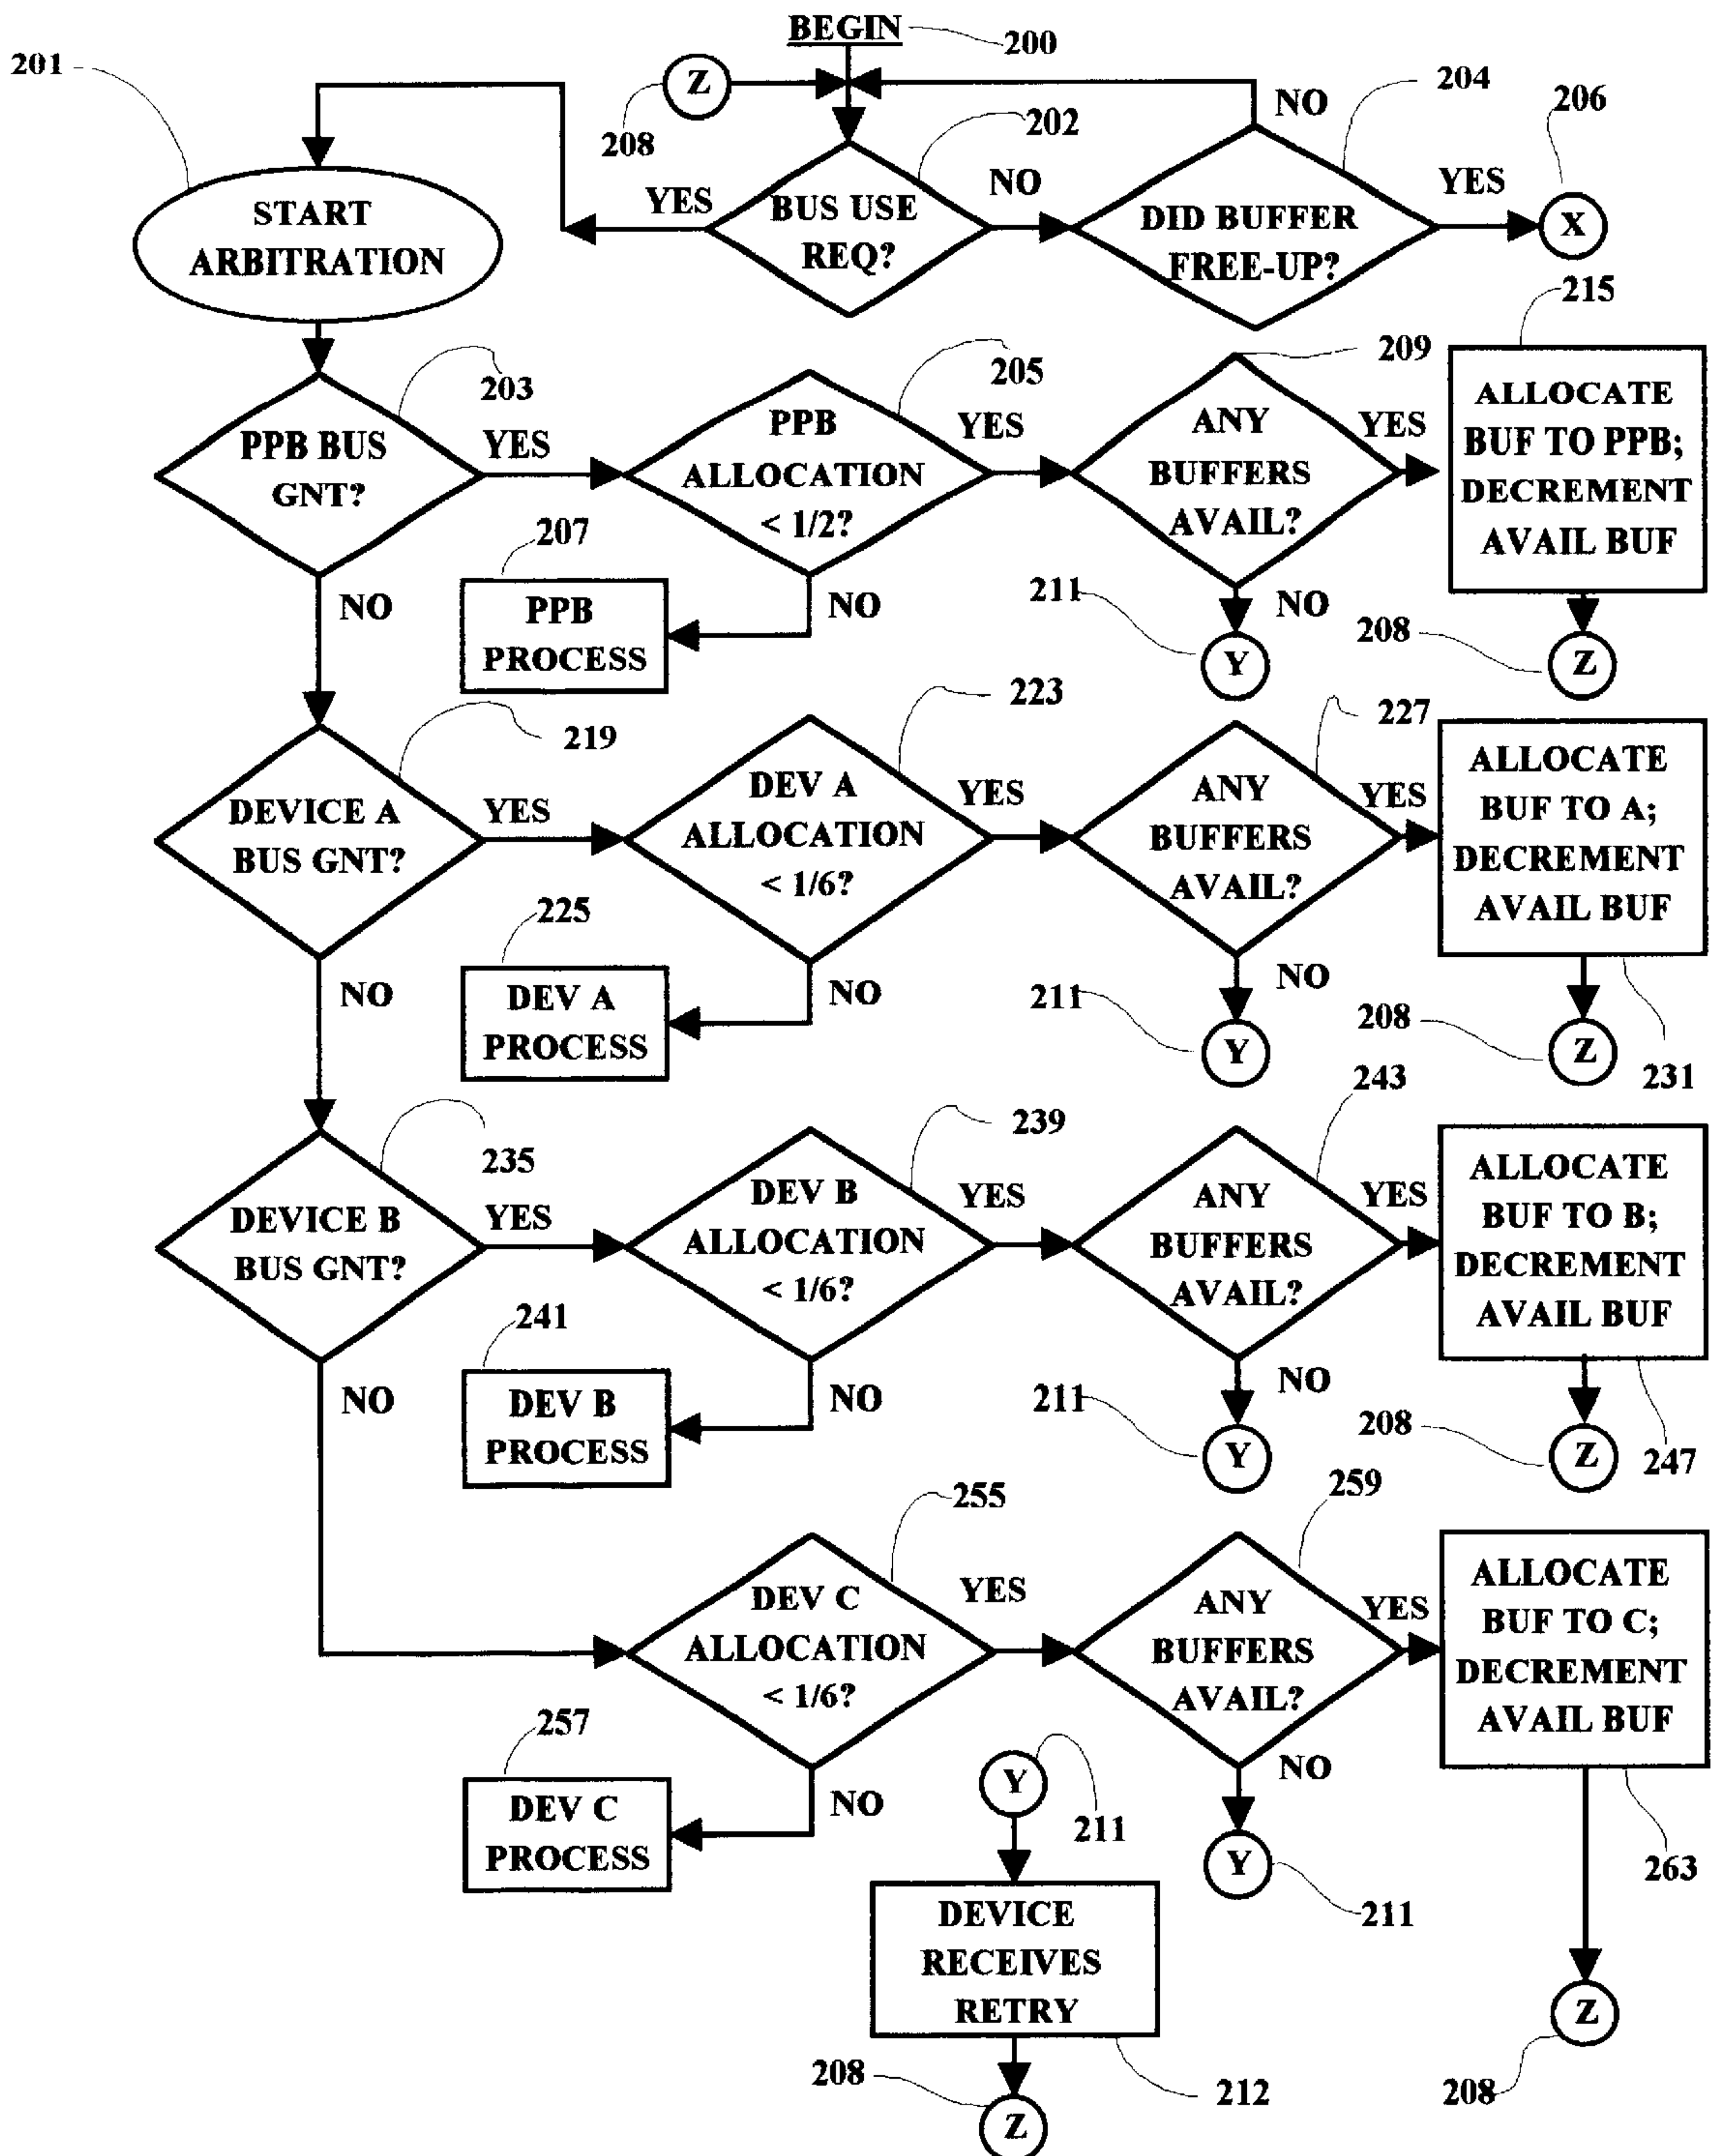 BEGIN
200
201
Z
208
NO
204
206
202
YES
NO
YES
START
ARBITRATION
BUS USE
REQ?
DID BUFFER
FREE-UP?
X
215
203
205
209
PPB BUS
GNT?
YES
PPB
ALLOCATION
< 1/2?
YES
ANY
BUFFERS
AVAIL?
YES
ALLOCATE
BUF TO PPB;
DECREMENT
AVAIL BUF
207
NO
PPB
PROCESS
NO
211
NO
Y
208
Z
219
223
227
DEVICE A
BUS GNT?
YES
DEV A
ALLOCATION
< 1/6?
YES
ANY
BUFFERS
AVAIL?
YES
ALLOCATE
BUF TO A;
DECREMENT
AVAIL BUF
225
NO
DEV A
PROCESS
NO
211
NO
Y
208
Z
231
235
239
243
DEVICE B
BUS GNT?
YES
DEV B
ALLOCATION
< 1/6?
YES
ANY
BUFFERS
AVAIL?
YES
ALLOCATE
BUF TO B;
DECREMENT
AVAIL BUF
241
NO
DEV B
PROCESS
NO
211
NO
Y
208
Z
247
255
259
DEV C
ALLOCATION
< 1/6?
YES
ANY
BUFFERS
AVAIL?
YES
ALLOCATE
BUF TO C;
DECREMENT
AVAIL BUF
257
DEV C
PROCESS
NO
Y
211
NO
Y
211
263
DEVICE
RECEIVES
RETRY
208
Z
212
Z
208